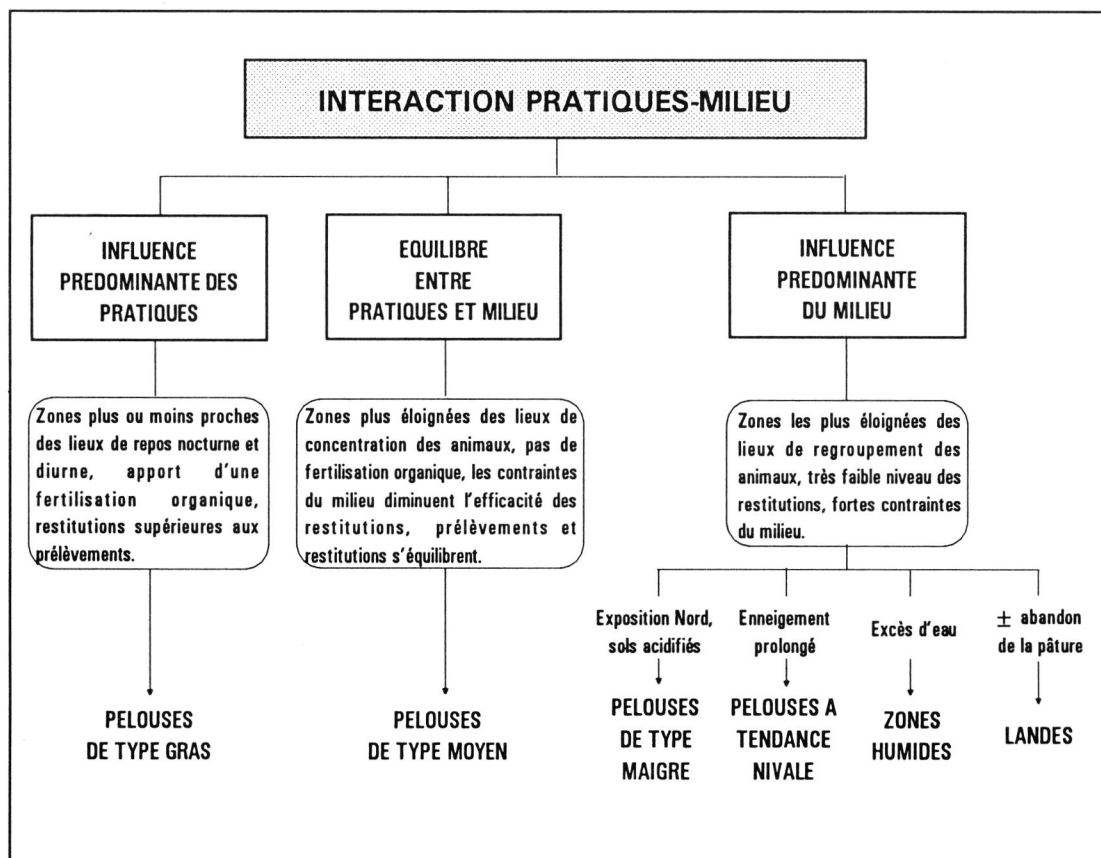 INTERACTION PRATIQUES-MILIEU
INFLUENCE
PREDOMINANTE DES
PRATIQUES
EQUILIBRE
ENTRE
PRATIQUES ET MILIEU
INFLUENCE
PREDOMINANTE
DU MILIEU
Zones plus ou moins proches
des lieux de repos nocturne et
diurne, apport d'une
fertilisation organique,
restitutions supérieures aux
prélèvements.
Zones plus éloignées des lieux de
concentration des animaux, pas de
fertilisation organique, les contraintes
du milieu diminuent l'efficacité des
restitutions, prélèvements et
restitutions s'équilibrent.
Zones les plus éloignées des
lieux de regroupement des
animaux, très faible niveau des
restitutions, fortes contraintes
du milieu.
Exposition Nord,
sols acidifiés
Enneigement
prolongé
Excès d'eau
± abandon
de la pâture
PELOUSES
DE TYPE GRAS
PELOUSES
DE TYPE MOYEN
PELOUSES
DE TYPE
MAIGRE
PELOUSES A
TENDANCE
NIVALE
ZONES
HUMIDES
LANDES